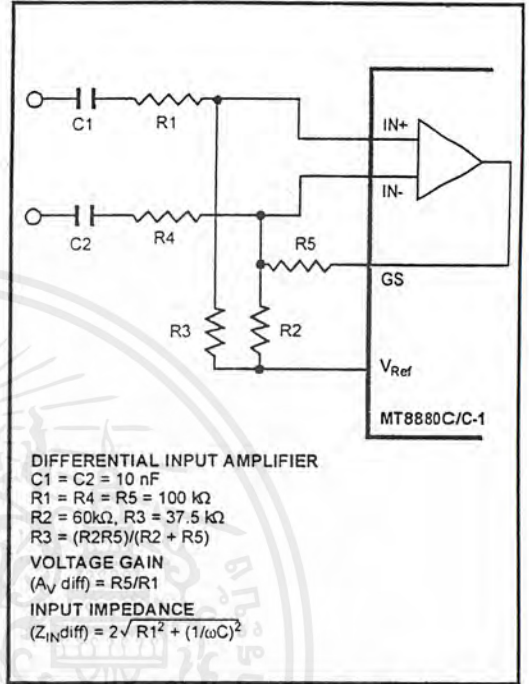 C1
R1
IN+
IN-
C2
R4
R5
GS
R3
R2
VRef
MT8880C/C-1
DIFFERENTIAL INPUT AMPLIFIER
C1 = C2 = 10 nF
R1 = R4 = R5 = 100 kΩ
R2 = 60kΩ, R3 = 37.5 kΩ
R3 = (R2R5)/(R2 + R5)
VOLTAGE GAIN
(AV diff) = R5/R1
INPUT IMPEDANCE
(ZINdiff) = 2√R1² + (1/ωC)²